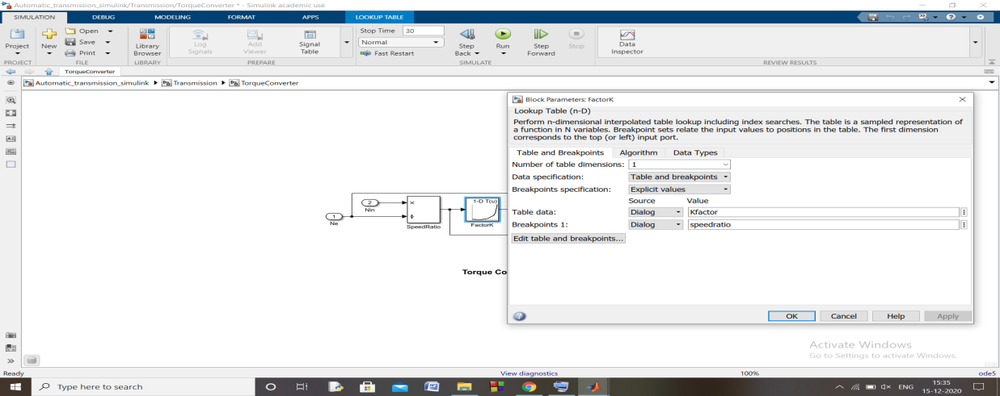 Automatic_transmission_simulink/Transmission/TorqueConverter * - Simulink academic use
SIMULATION DEBUG MODELING FORMAT APPS LOOKUP TABLE
Project
New
Open
Save
Print
Library Browser
Log Signals
Add Viewer
Signal Table
Stop Time 30
Normal
Fast Restart
Step Back
Run
Step Forward
Stop
Data Inspector
PROJECT FILE LIBRARY PREPARE SIMULATE REVIEW RESULTS
TorqueConverter
Automatic_transmission_simulink Transmission TorqueConverter
2
Nin
1
Ne
×
÷
SpeedRatio
1-D T(u)
FactorK
Torque Co
Block Parameters: FactorK
Lookup Table (n-D)
Perform n-dimensional interpolated table lookup including index searches. The table is a sampled representation of
a function in N variables. Breakpoint sets relate the input values to positions in the table. The first dimension
corresponds to the top (or left) input port.
Table and Breakpoints Algorithm Data Types
Number of table dimensions: 1
Data specification: Table and breakpoints
Breakpoints specification: Explicit values
Source Value
Table data: Dialog Kfactor
Breakpoints 1: Dialog speedratio
Edit table and breakpoints...
OK Cancel Help Apply
Activate Windows
Go to Settings to activate Windows.
Ready View diagnostics 100% ode5
Type here to search
ENG
15:35
15-12-2020